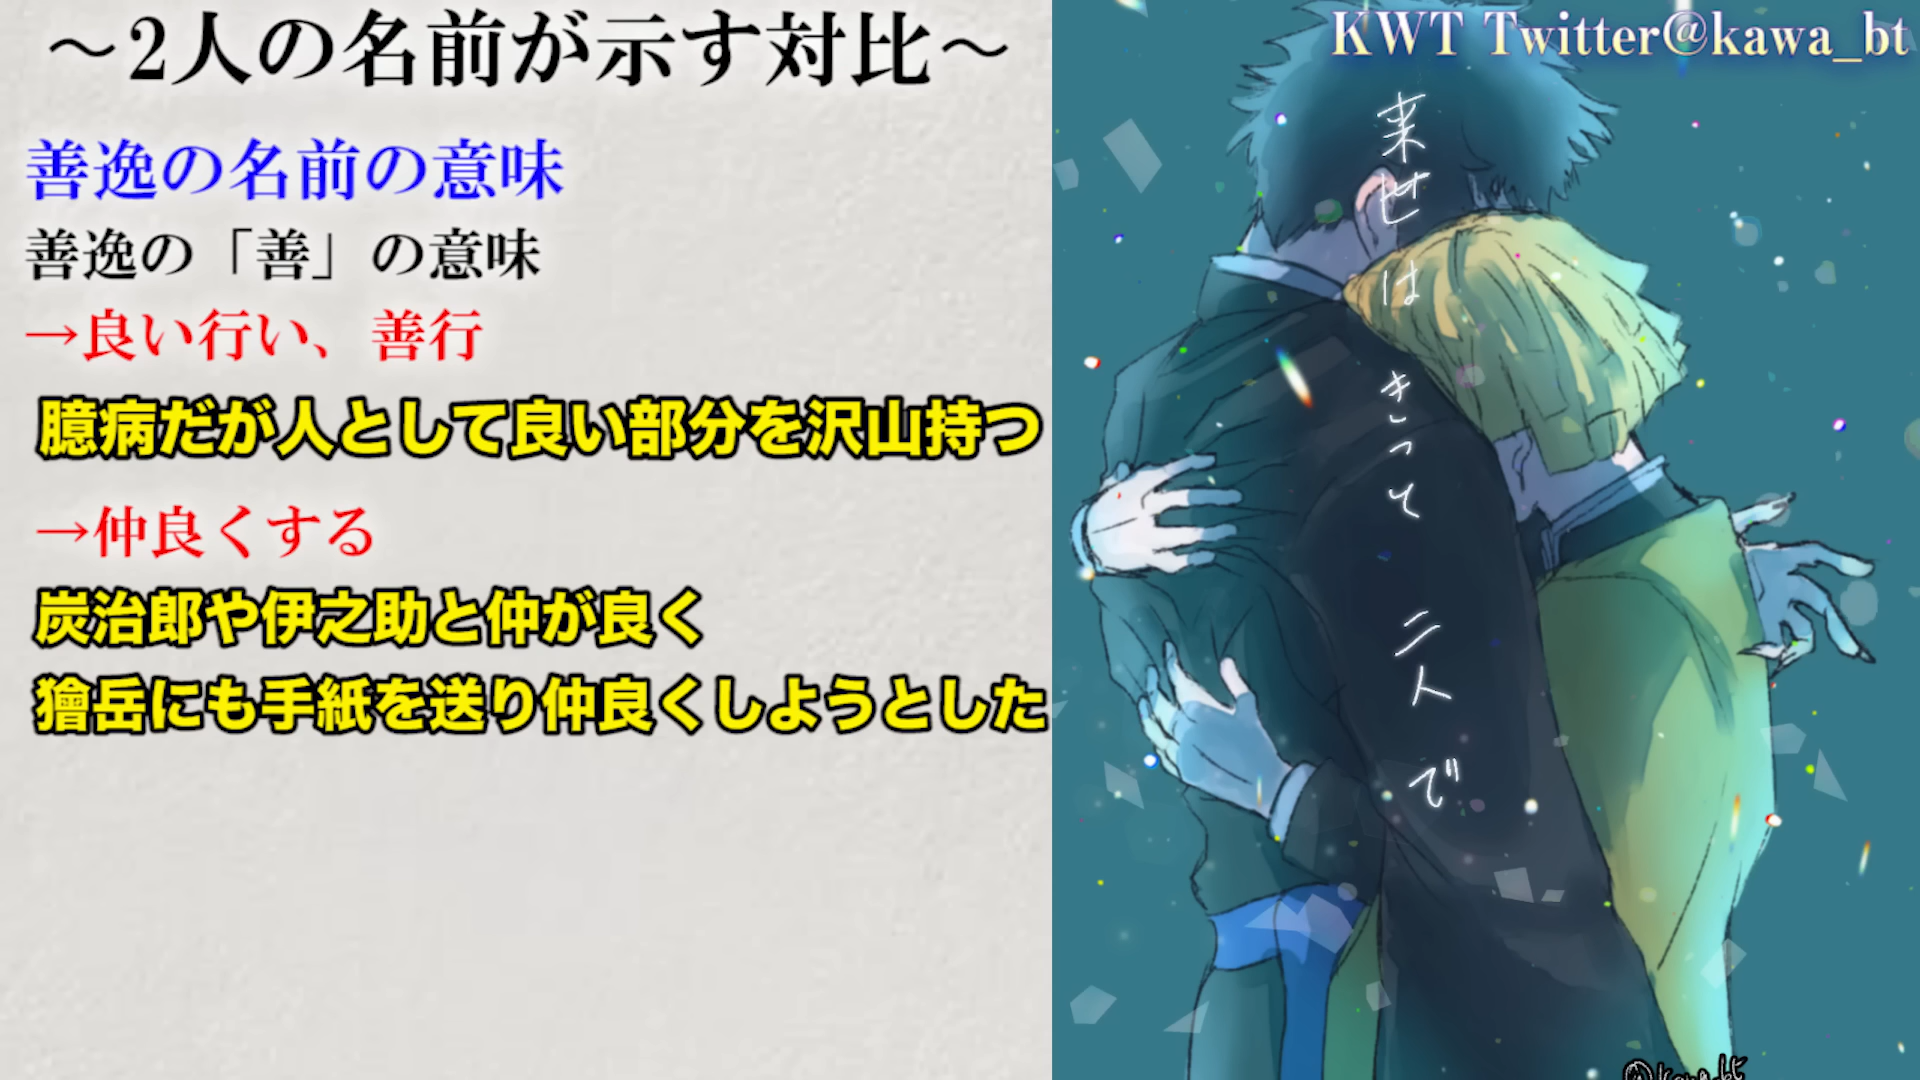 ～2人の名前が示す対比～
善逸の名前の意味
善逸の「善」の意味
→良い行い、善行
臆病だが人として良い部分を沢山持つ
→仲良くする
炭治郎や伊之助と仲が良く
獪岳にも手紙を送り仲良くしようとした
KWT Twitter@kawa_bt
来世はきって二人で
@kawa_bt